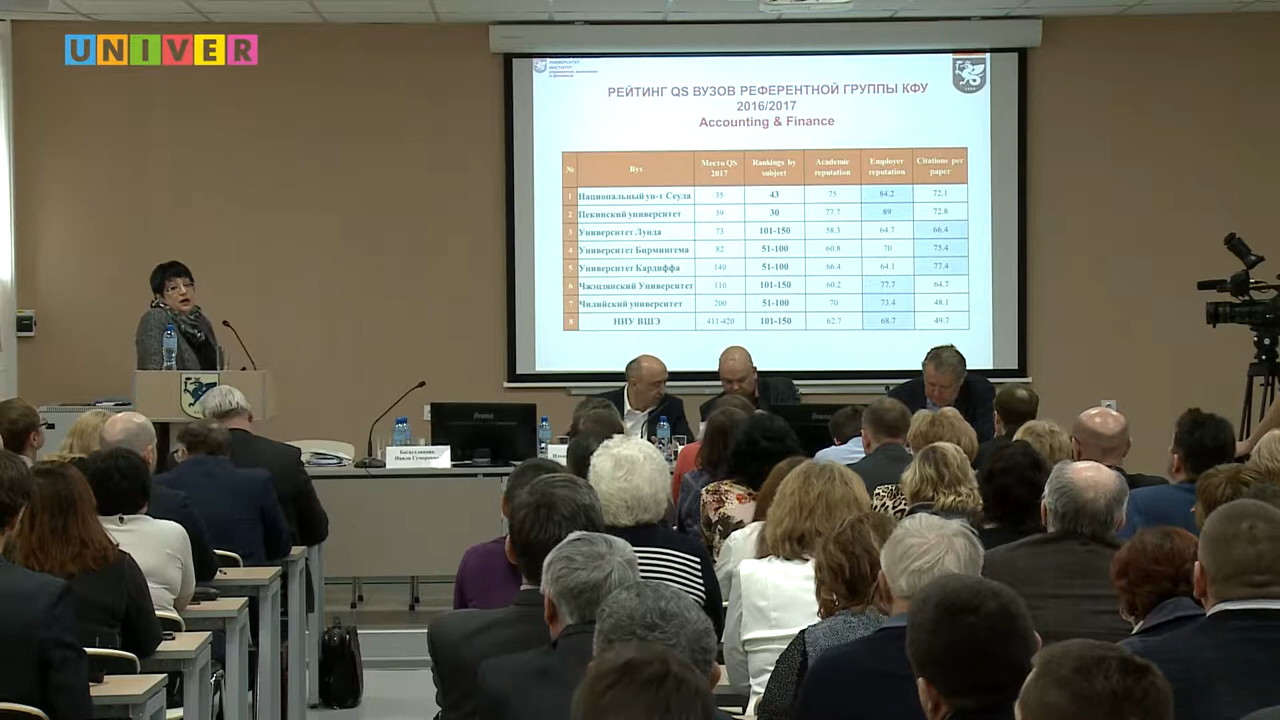 UNIVER
УНИВЕРСИТЕТ
ИНСТИТУТ
РЕЙТИНГ QS ВУЗОВ РЕФЕРЕНТНОЙ ГРУППЫ КФУ
2016/2017
Accounting & Finance
№ Вуз Место QS 2017 Rankings by subject Academic reputation Employer reputation Citations per paper
1 Национальный ун-т Сеула 35 43 75 84.2 72.1
2 Пекинский университет 39 30 77.7 89 72.8
3 Университет Лунда 73 101-150 58.3 64.7 66.4
4 Университет Бирмингема 82 51-100 60.8 70 75.4
5 Университет Кардиффа 140 51-100 66.4 64.1 77.4
6 Чжэцзянский Университет 110 101-150 60.2 77.7 64.7
7 Чилийский университет 200 51-100 70 73.4 48.1
8 НИУ ВШЭ 411-420 101-150 62.7 68.7 49.7